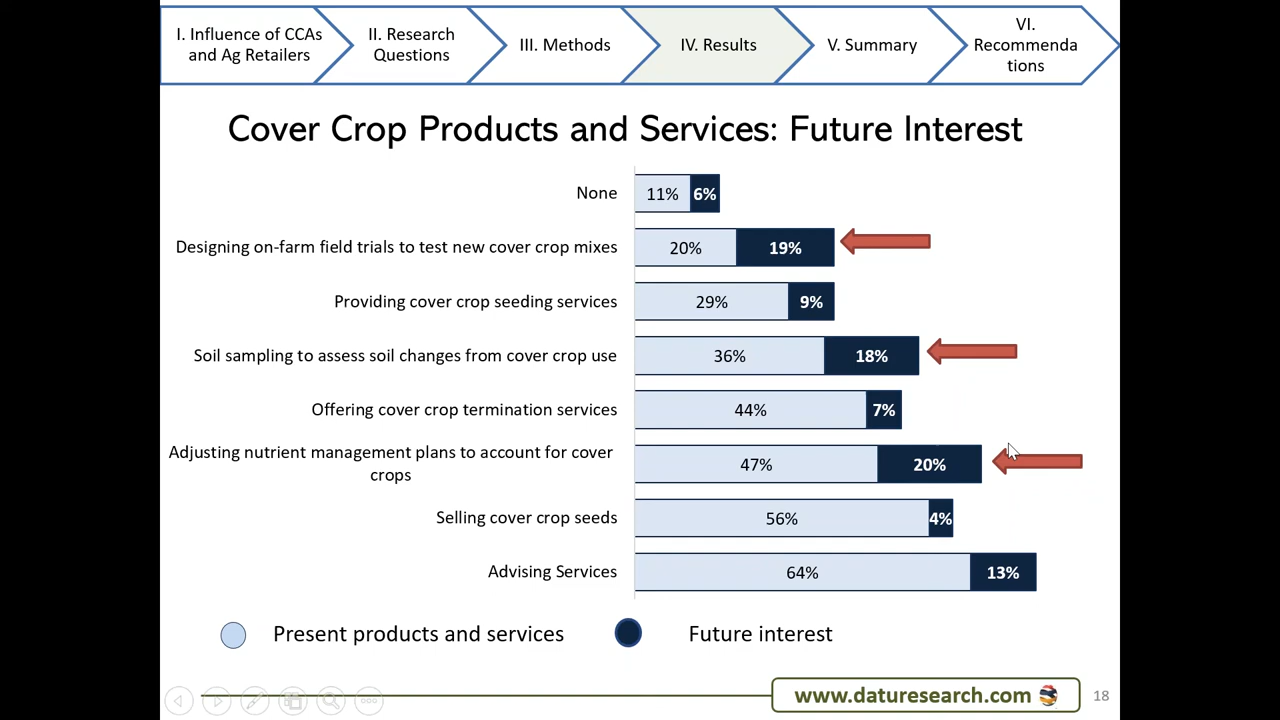 I. Influence of CCAs
and Ag Retailers
II. Research
Questions
III. Methods
IV. Results
V. Summary
VI.
Recommenda
tions
Cover Crop Products and Services: Future Interest
None
11%
6%
Designing on-farm field trials to test new cover crop mixes
20%
19%
Providing cover crop seeding services
29%
9%
Soil sampling to assess soil changes from cover crop use
36%
18%
Offering cover crop termination services
44%
7%
Adjusting nutrient management plans to account for cover
crops
47%
20%
Selling cover crop seeds
56%
4%
Advising Services
64%
13%
Present products and services
Future interest
www.daturesearch.com
18